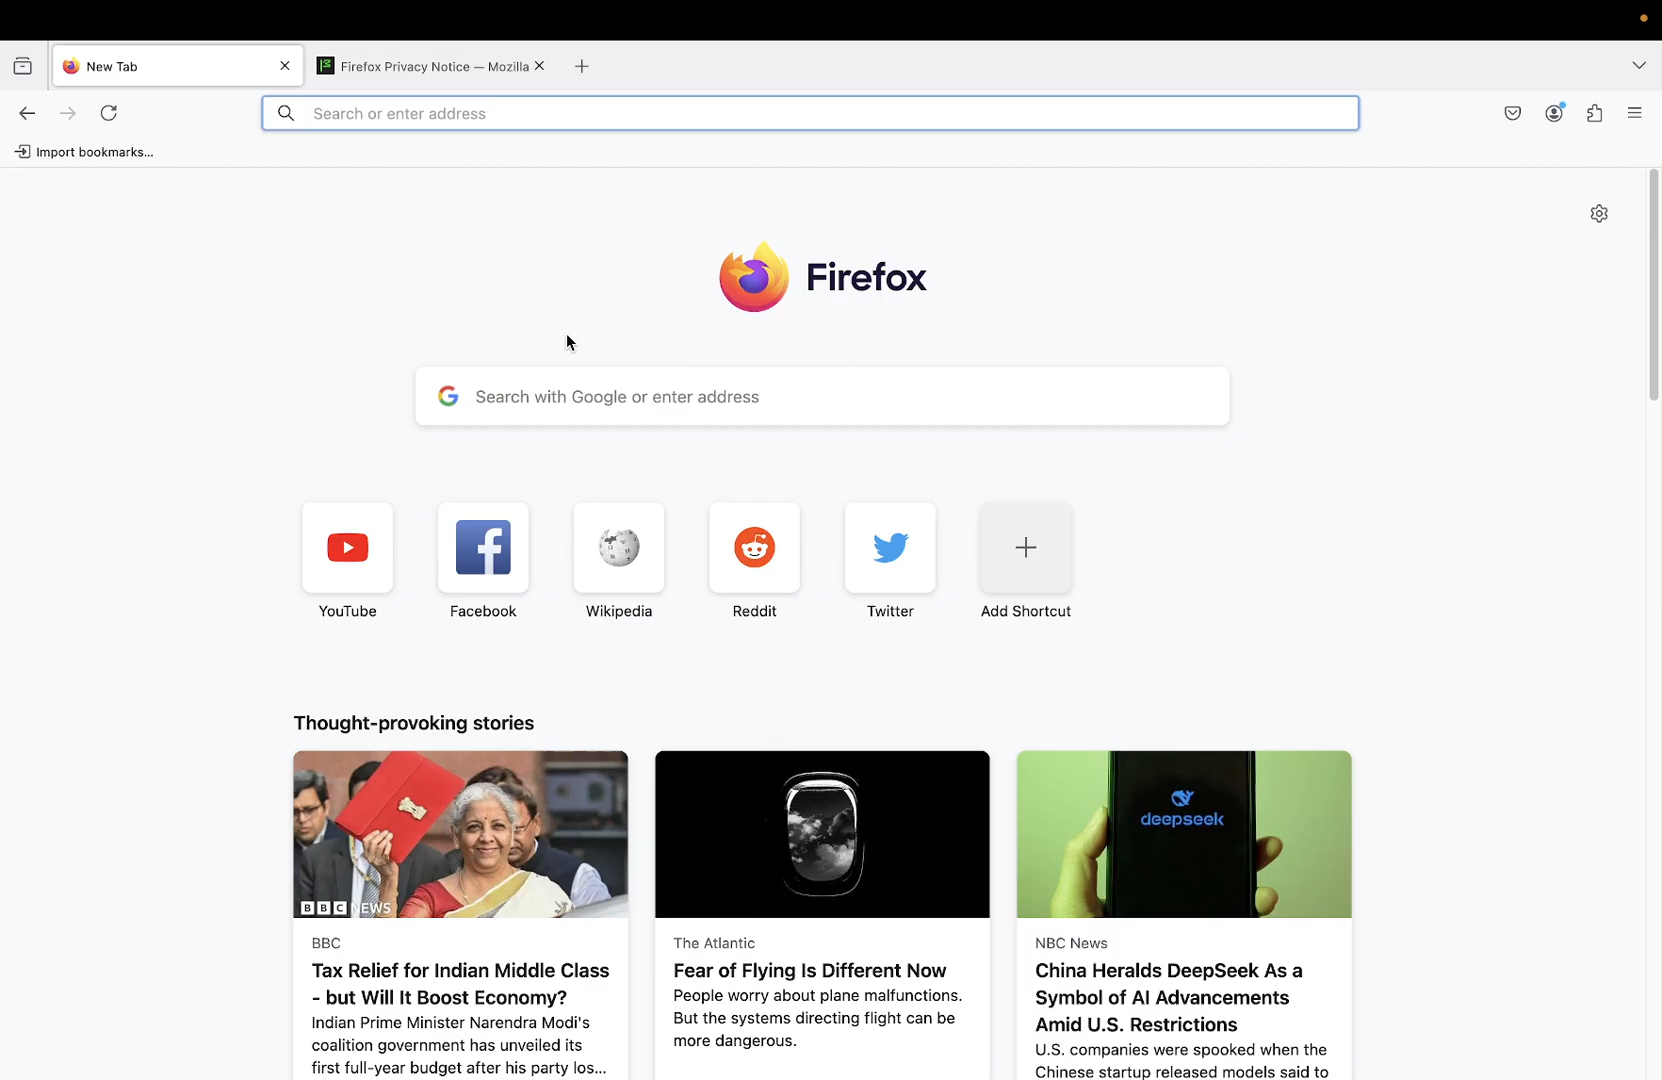 New Tab
Firefox Privacy Notice — Mozilla
Search or enter address
Import bookmarks...
Firefox
Search with Google or enter address
YouTube
Facebook
Wikipedia
Reddit
Twitter
Add Shortcut
Thought-provoking stories
BBC NEWS
deepseek
BBC
Tax Relief for Indian Middle Class
- but Will It Boost Economy?
Indian Prime Minister Narendra Modi's
coalition government has unveiled its
first full-year budget after his party los...
The Atlantic
Fear of Flying Is Different Now
People worry about plane malfunctions.
But the systems directing flight can be
more dangerous.
NBC News
China Heralds DeepSeek As a
Symbol of AI Advancements
Amid U.S. Restrictions
U.S. companies were spooked when the
Chinese startup released models said to